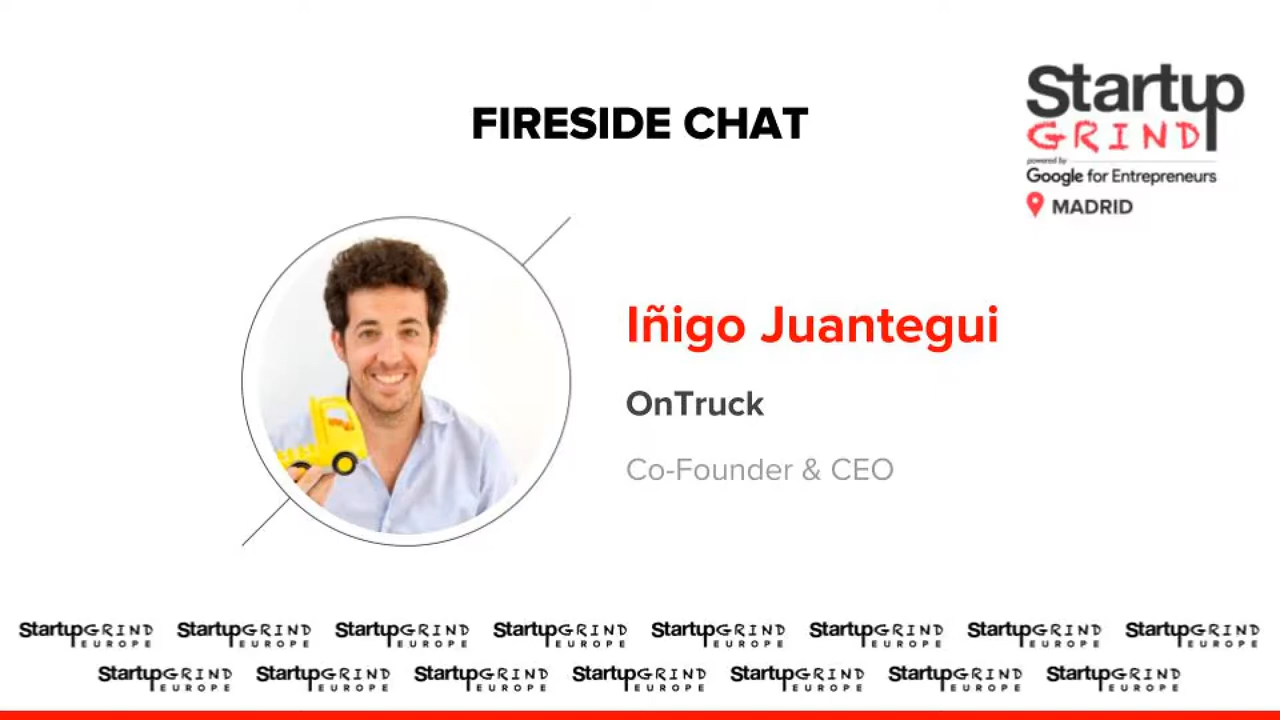 FIRESIDE CHAT
Startup
GRIND
powered by
Google for Entrepreneurs
MADRID
Iñigo Juantegui
OnTruck
Co-Founder & CEO
StartupGRIND EUROPE StartupGRIND EUROPE StartupGRIND EUROPE StartupGRIND EUROPE StartupGRIND EUROPE StartupGRIND EUROPE StartupGRIND EUROPE StartupGRIND EUROPE
StartupGRIND EUROPE StartupGRIND EUROPE StartupGRIND EUROPE StartupGRIND EUROPE StartupGRIND EUROPE StartupGRIND EUROPE StartupGRIND EUROPE